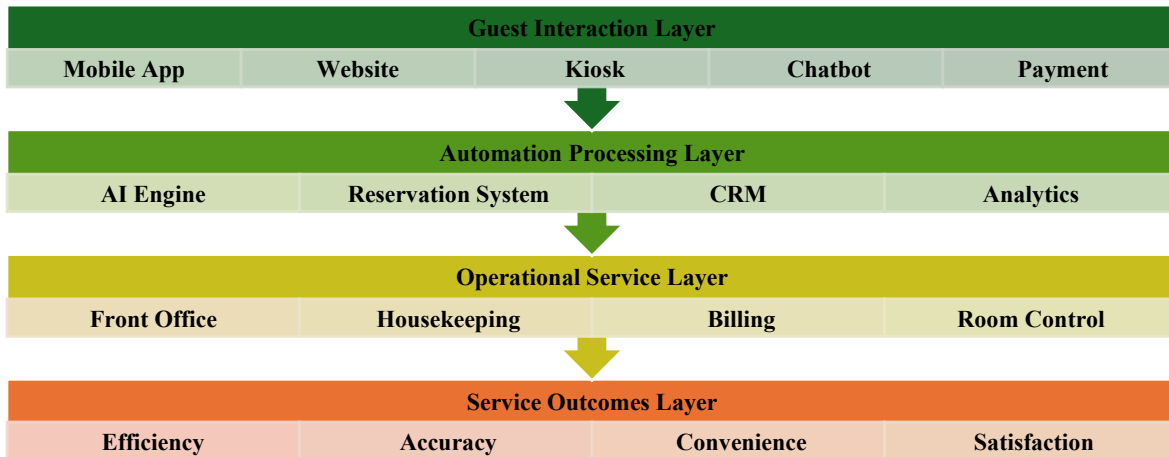 Guest Interaction Layer
Mobile App Website Kiosk Chatbot Payment
Automation Processing Layer
AI Engine Reservation System CRM Analytics
Operational Service Layer
Front Office Housekeeping Billing Room Control
Service Outcomes Layer
Efficiency Accuracy Convenience Satisfaction